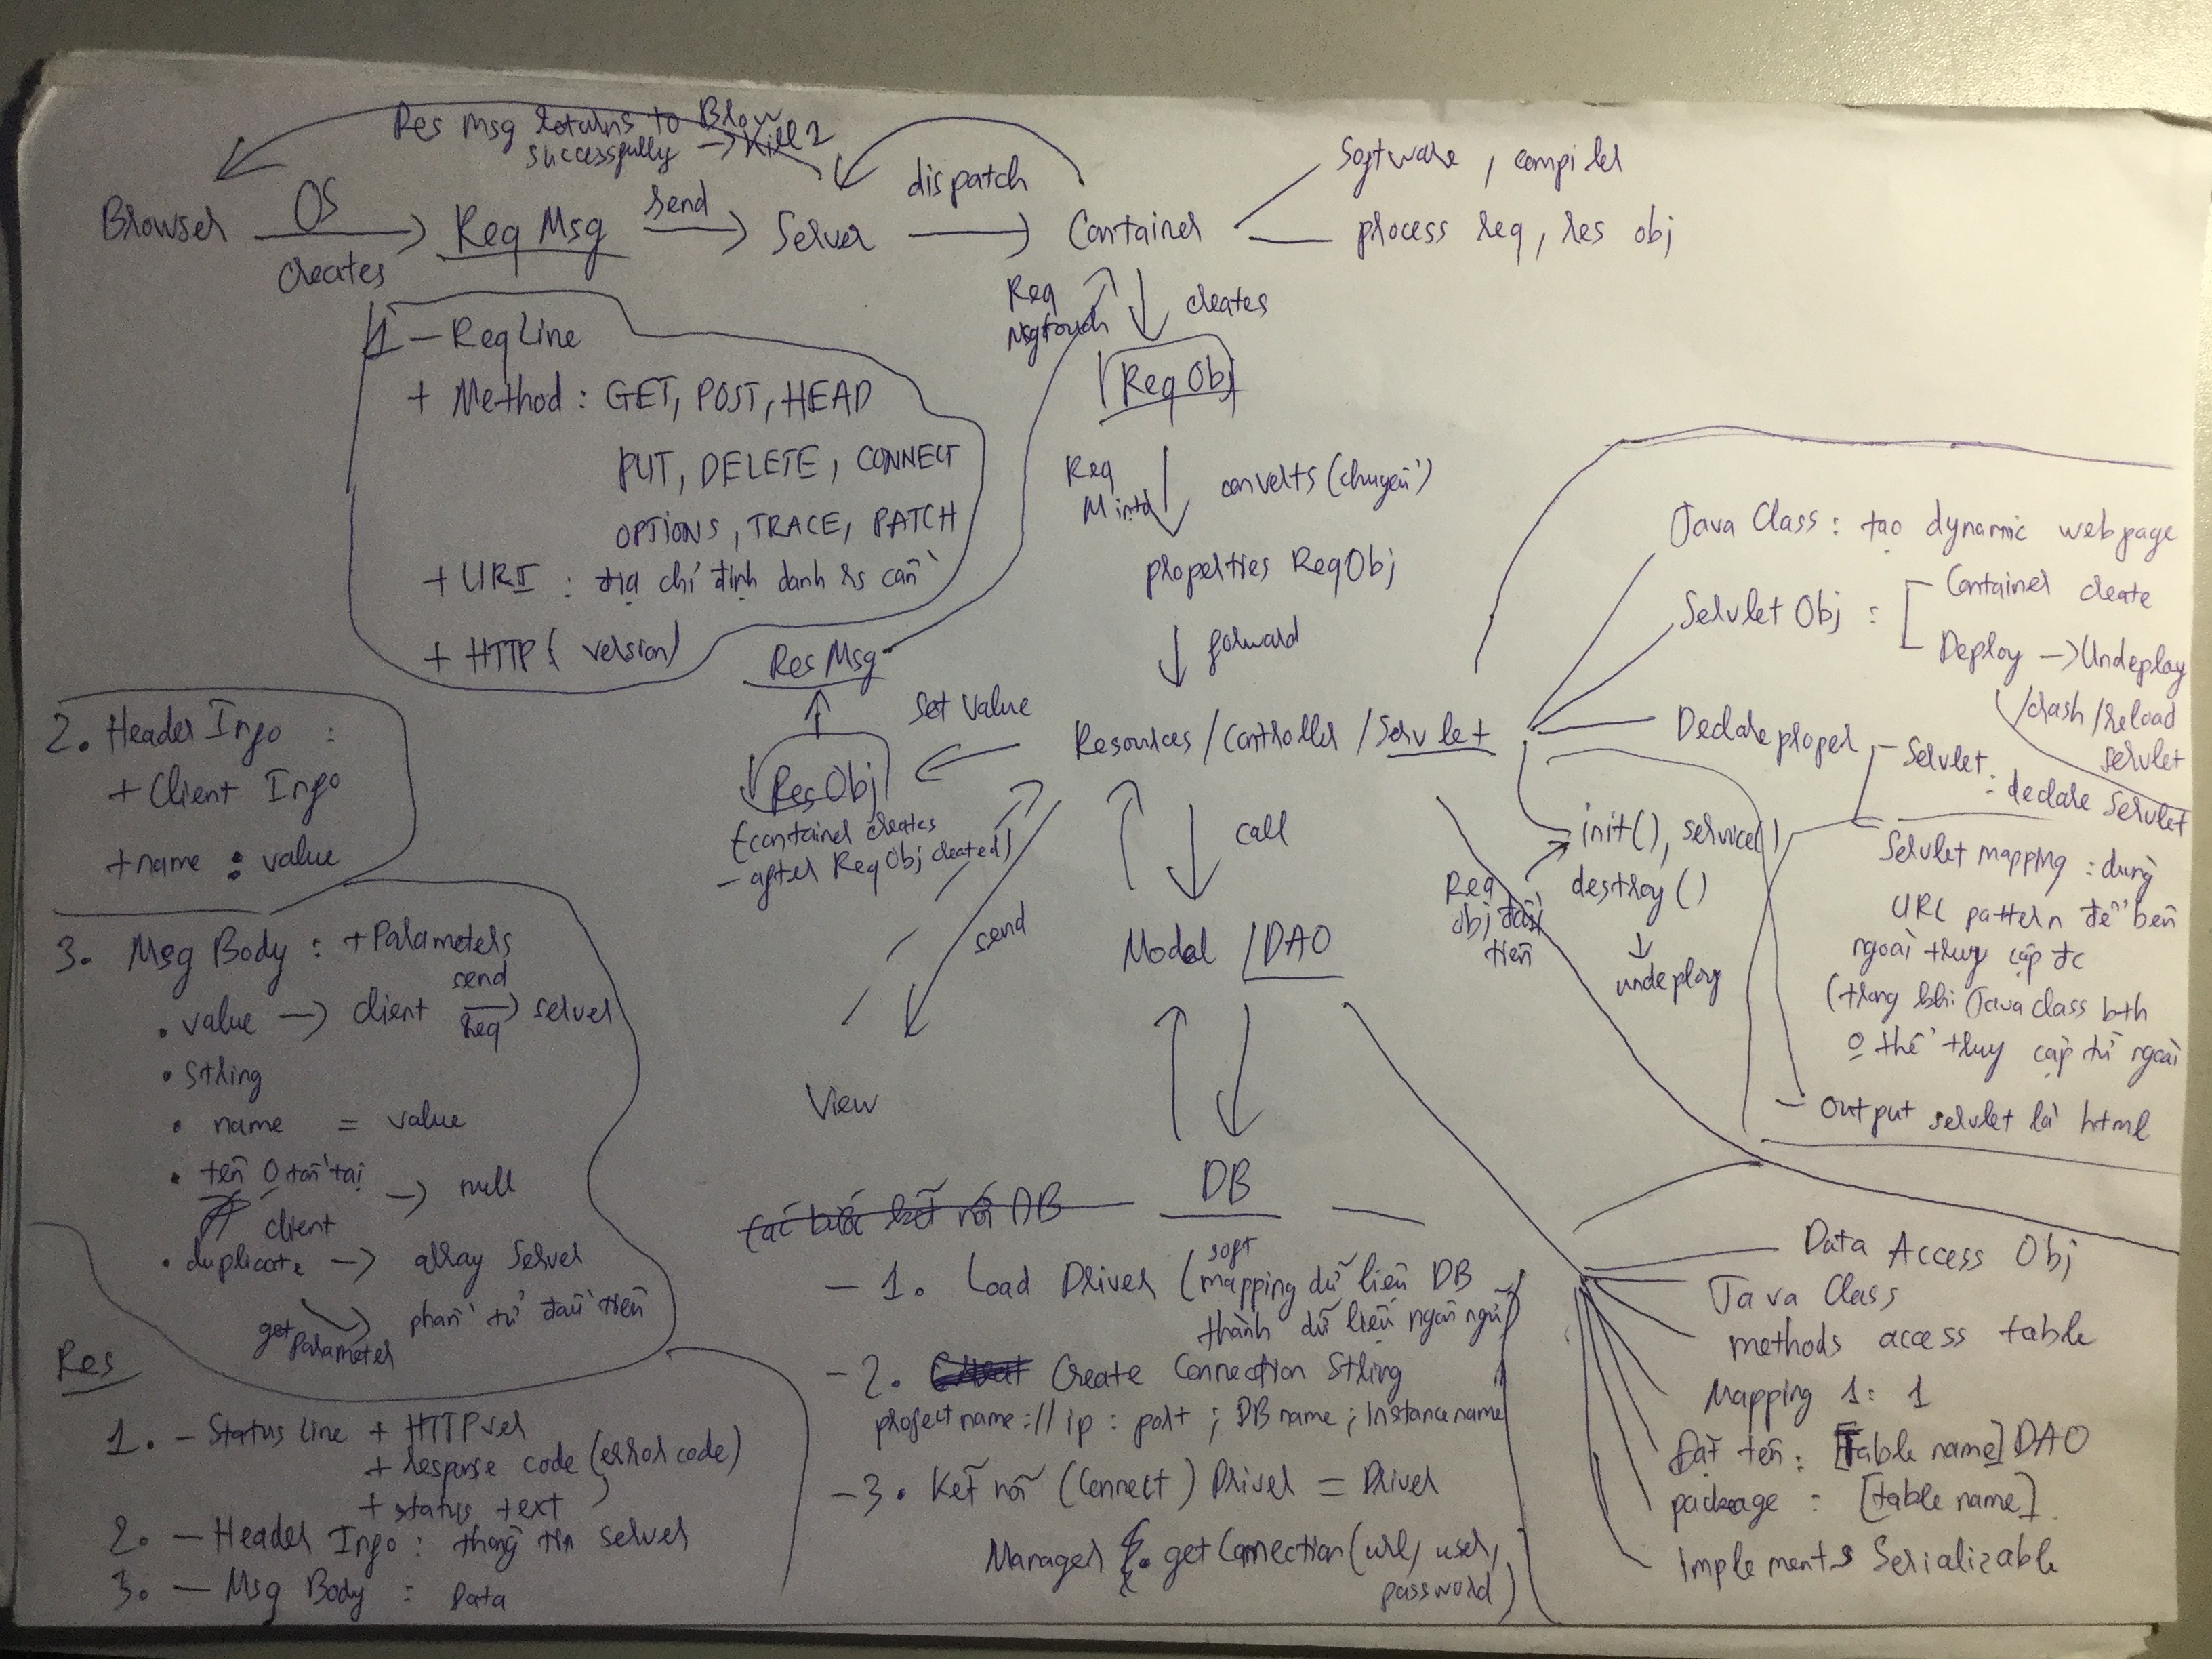 Res Msg returns to Brow
successfully → Kill 2
Browser
OS
creates
Req Msg
send
Server
dispatch
Container
Software, compiler
process req, res obj
1 - Req Line
+ Method : GET, POST, HEAD
PUT, DELETE, CONNECT
OPTIONS, TRACE, PATCH
+ URI : địa chỉ định danh rs cần
+ HTTP ( version)
Req
creates
Req Obj
Req
converts (chuyển)
properties ReqObj
forward
Resources / Controller / Servlet
Set Value
Res Msg
Res Obj
(container creates
- after Req Obj created)
call
send
Model / DAO
View
DB
2. Header Info :
+ Client Info
+ name : value
3. Msg Body : + Parameters
. value → client send req → server
. string
. name = value
. tên 0 tồn tại → null
client
. duplicate → array Server
get Parameter
phần tử đầu tiên
Res
1. - Status Line + HTTP ver
+ response code (error code)
+ status text
2. - Header Info : thông tin server
3. - Msg Body : Data
Các bước kết nối DB
- 1. Load Driver (soft
mapping dữ liệu DB
thành dữ liệu ngôn ngữ)
- 2. Create Connection String
project name :// ip : port ; DB name ; Instance name
- 3. Kết nối (Connect) Driver = Driver
Manager . getConnection (url, user,
password)
Java Class : tạo dynamic webpage
Servlet Obj :
Container create
Deploy → Undeploy
/crash /reload
servlet
Declare proper
- Servlet : declare Servlet
Servlet mapping : dùng
URL pattern để bên
ngoài truy cập đc
(trong khi Java class bth
0 thể truy cập từ ngoài
- Output servlet là html
init(), service()
destroy()
↓
undeploy
Req
obj đầu
tiên
Data Access Obj
Java Class
methods access table
Mapping 1 : 1
Đặt tên : [Table name] DAO
package : [table name].
implements Serializable